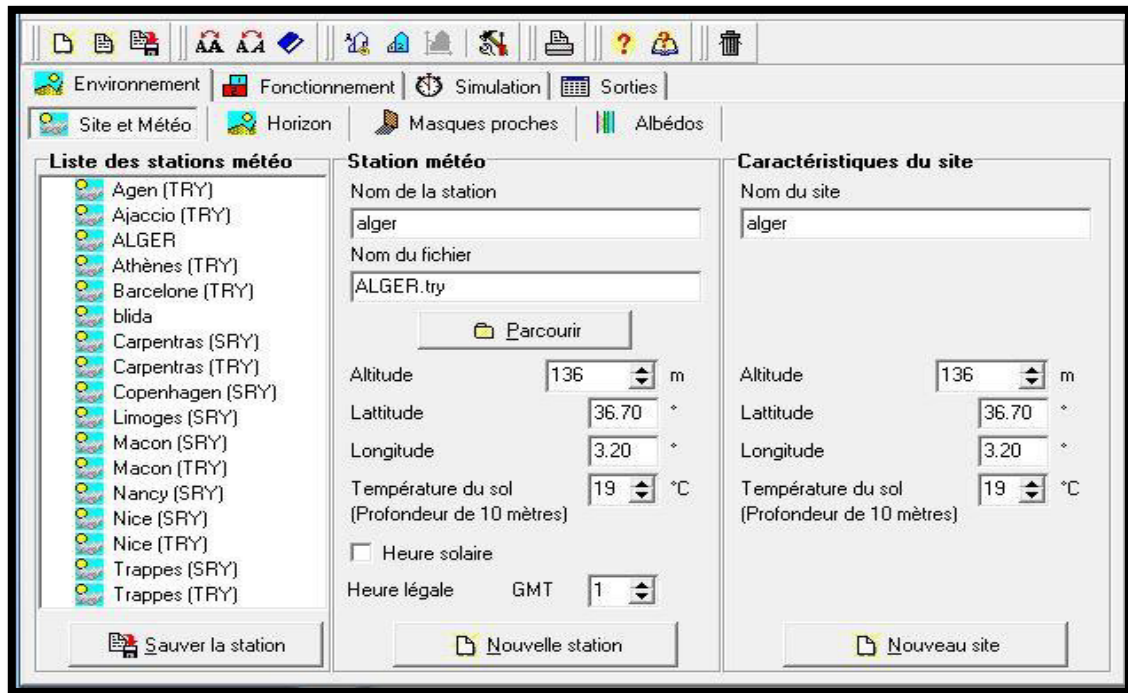 Environnement Fonctionnement Simulation Sorties
Site et Météo Horizon Masques proches Albédos
Liste des stations météo
Agen (TRY)
Ajaccio (TRY)
ALGER
Athènes (TRY)
Barcelone (TRY)
blida
Carpentras (SRY)
Carpentras (TRY)
Copenhagen (SRY)
Limoges (SRY)
Macon (SRY)
Macon (TRY)
Nancy (SRY)
Nice (SRY)
Nice (TRY)
Trappes (SRY)
Trappes (TRY)
Sauver la station
Station météo
Nom de la station
alger
Nom du fichier
ALGER.try
Parcourir
Altitude 136 m
Lattitude 36.70 °
Longitude 3.20 °
Température du sol 19 °C
(Profondeur de 10 mètres)
Heure solaire
Heure légale GMT 1
Nouvelle station
Caractéristiques du site
Nom du site
alger
Altitude 136 m
Lattitude 36.70 °
Longitude 3.20 °
Température du sol 19 °C
(Profondeur de 10 mètres)
Nouveau site